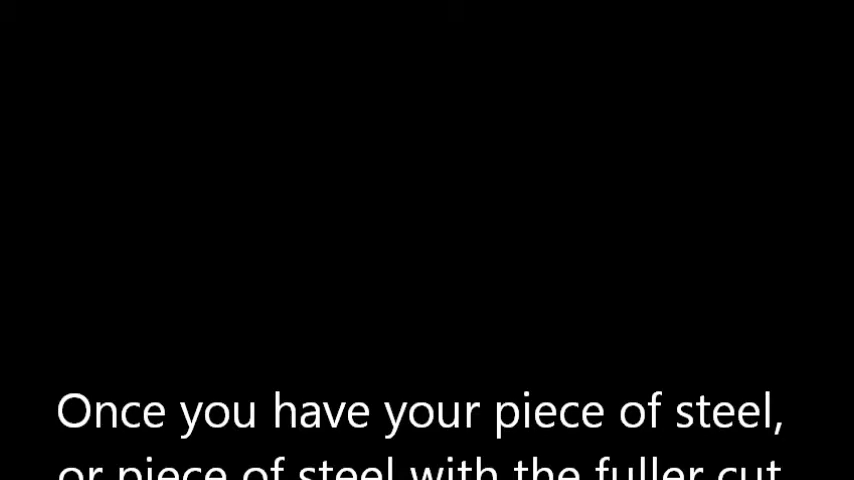 Once you have your piece of steel,
or piece of steel with the fuller cut